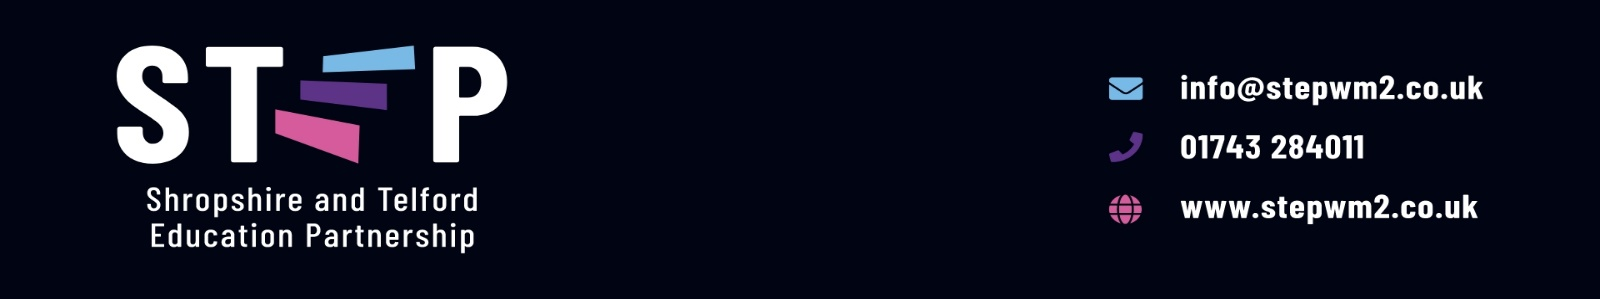 STEP
Shropshire and Telford
Education Partnership
info@stepwm2.co.uk
01743 284011
www.stepwm2.co.uk